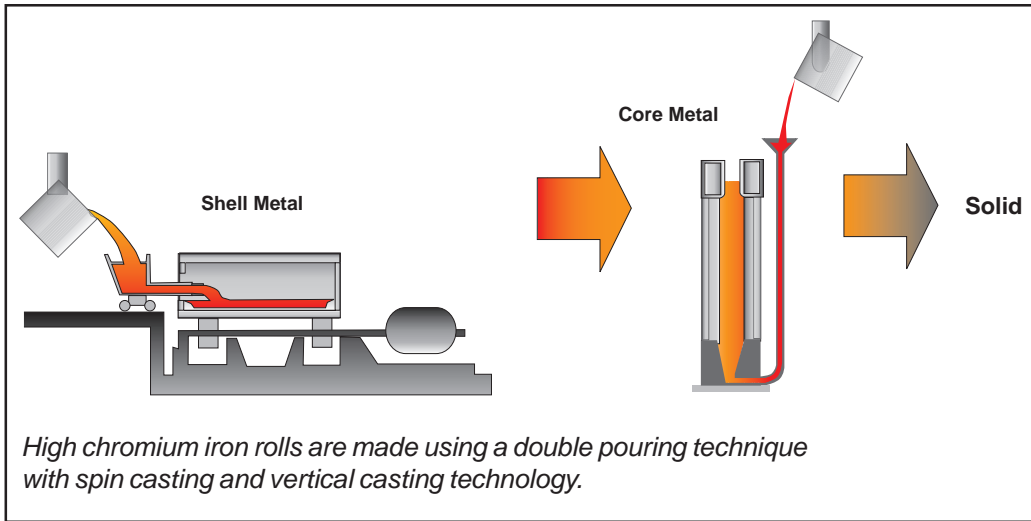 Core Metal
Shell Metal
Solid
High chromium iron rolls are made using a double pouring technique
with spin casting and vertical casting technology.